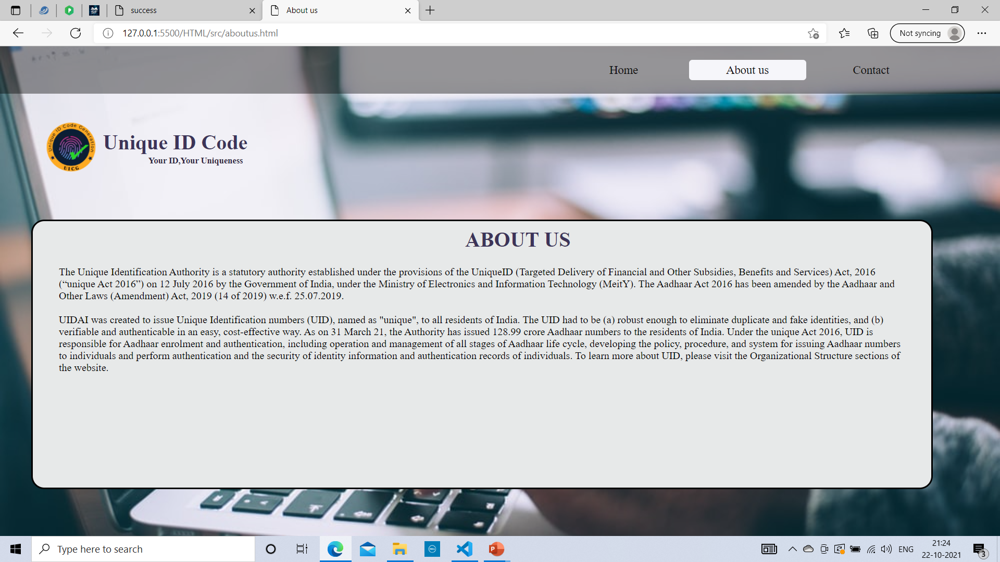 success
About us
127.0.0.1:5500/HTML/src/aboutus.html
Not syncing
Home
About us
Contact
Unique ID Code Generation
UICG
Unique ID Code
Your ID,Your Uniqueness
ABOUT US
The Unique Identification Authority is a statutory authority established under the provisions of the UniqueID (Targeted Delivery of Financial and Other Subsidies, Benefits and Services) Act, 2016
(“unique Act 2016”) on 12 July 2016 by the Government of India, under the Ministry of Electronics and Information Technology (MeitY). The Aadhaar Act 2016 has been amended by the Aadhaar and
Other Laws (Amendment) Act, 2019 (14 of 2019) w.e.f. 25.07.2019.
UIDAI was created to issue Unique Identification numbers (UID), named as "unique", to all residents of India. The UID had to be (a) robust enough to eliminate duplicate and fake identities, and (b)
verifiable and authenticable in an easy, cost-effective way. As on 31 March 21, the Authority has issued 128.99 crore Aadhaar numbers to the residents of India. Under the unique Act 2016, UID is
responsible for Aadhaar enrolment and authentication, including operation and management of all stages of Aadhaar life cycle, developing the policy, procedure, and system for issuing Aadhaar numbers
to individuals and perform authentication and the security of identity information and authentication records of individuals. To learn more about UID, please visit the Organizational Structure sections of
the website.
Type here to search
ENG
21:24
22-10-2021
3